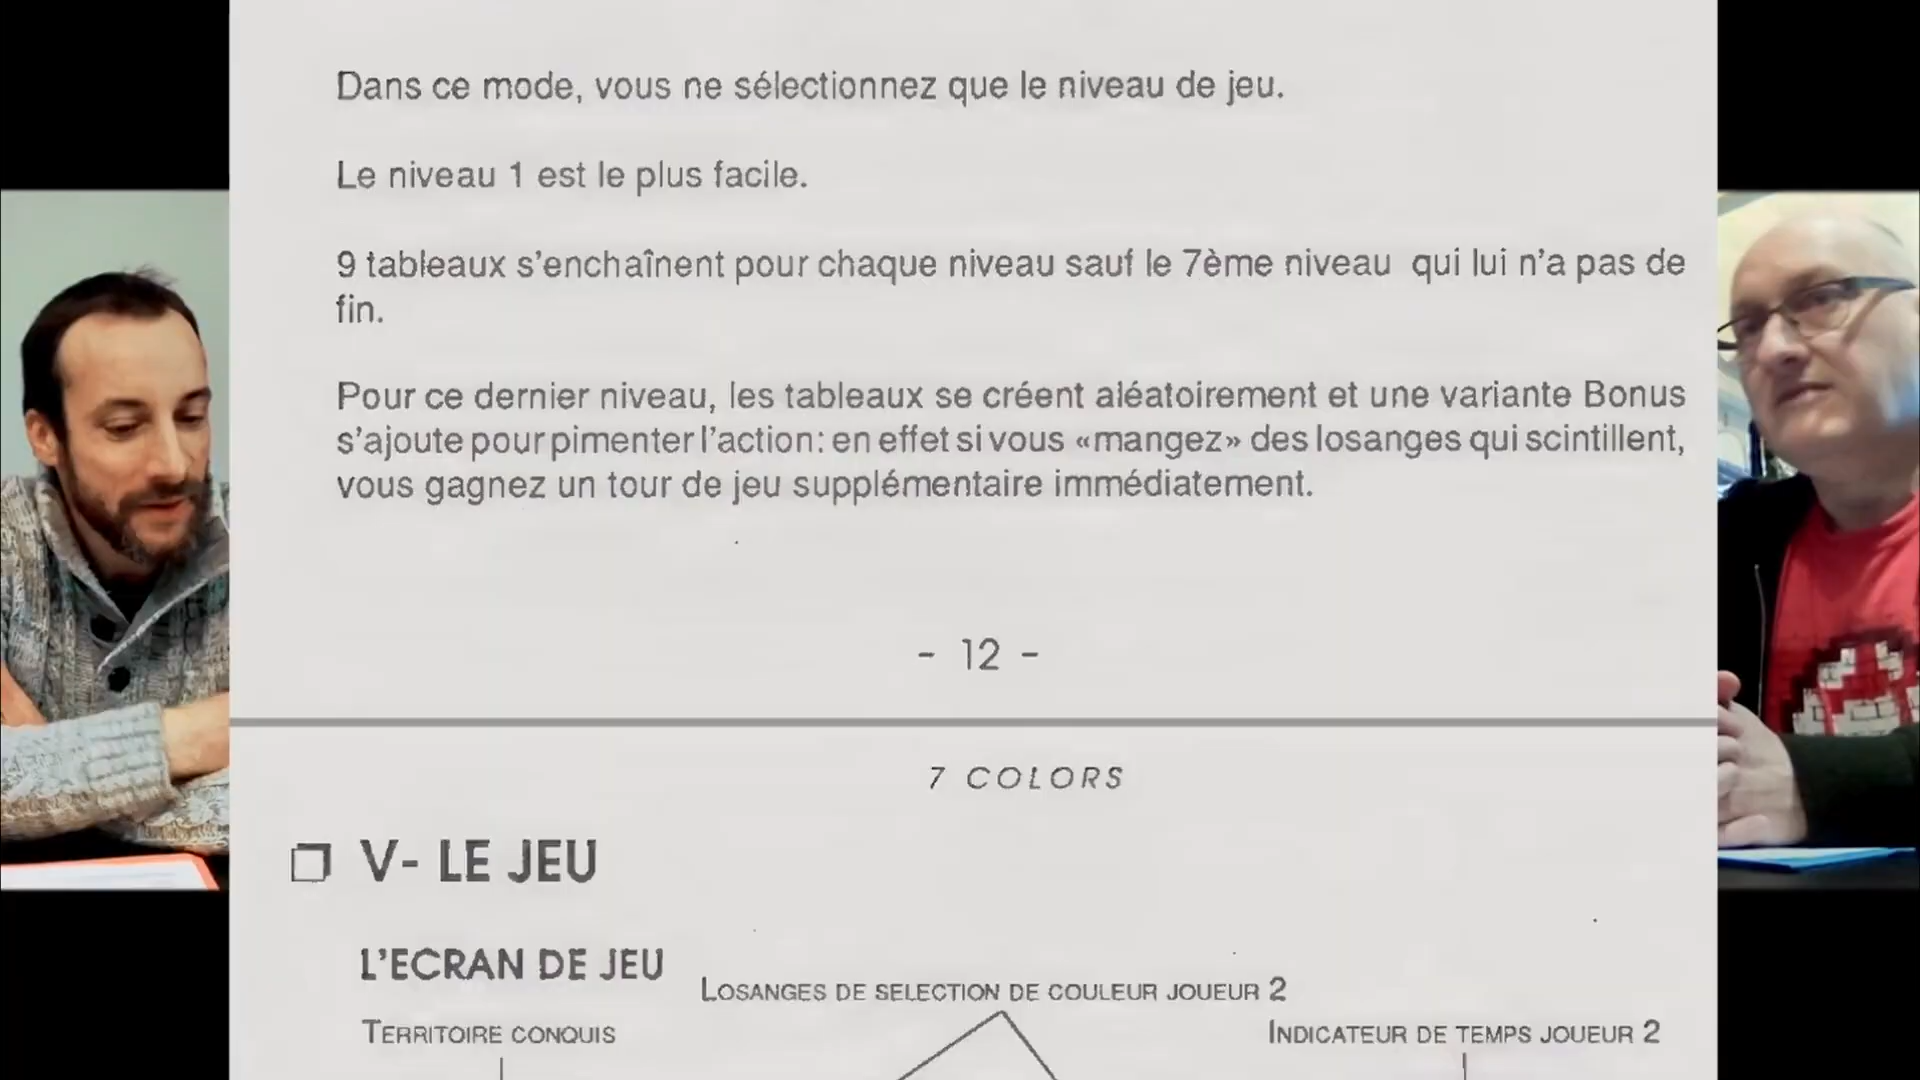 Dans ce mode, vous ne sélectionnez que le niveau de jeu.
Le niveau 1 est le plus facile.
9 tableaux s'enchaînent pour chaque niveau sauf le 7ème niveau qui lui n'a pas de
fin.
Pour ce dernier niveau, les tableaux se créent aléatoirement et une variante Bonus
s'ajoute pour pimenter l'action: en effet si vous «mangez» des losanges qui scintillent,
vous gagnez un tour de jeu supplémentaire immédiatement.
- 12 -
7 COLORS
V- LE JEU
L'ECRAN DE JEU
LOSANGES DE SELECTION DE COULEUR JOUEUR 2
TERRITOIRE CONQUIS
INDICATEUR DE TEMPS JOUEUR 2